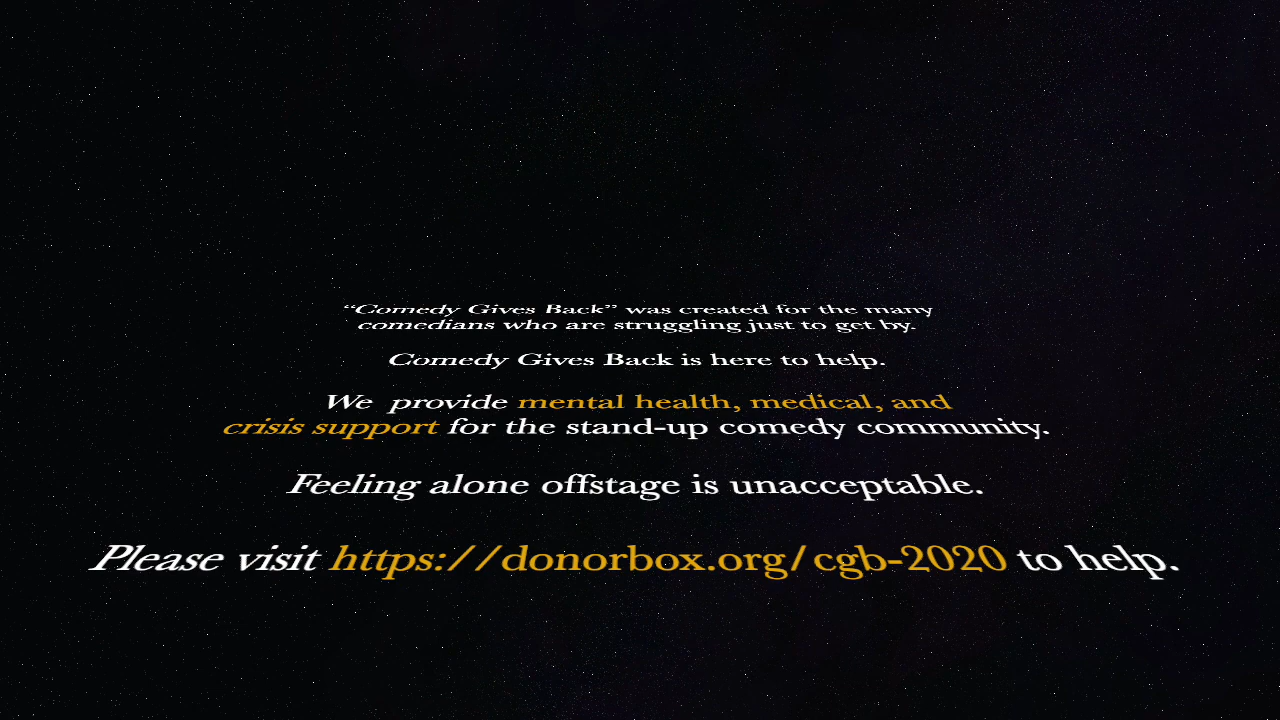 “Comedy Gives Back” was created for the many
comedians who are struggling just to get by.
Comedy Gives Back is here to help.
We provide mental health, medical, and
crisis support for the stand-up comedy community.
Feeling alone offstage is unacceptable.
Please visit https://donorbox.org/cgb-2020 to help.